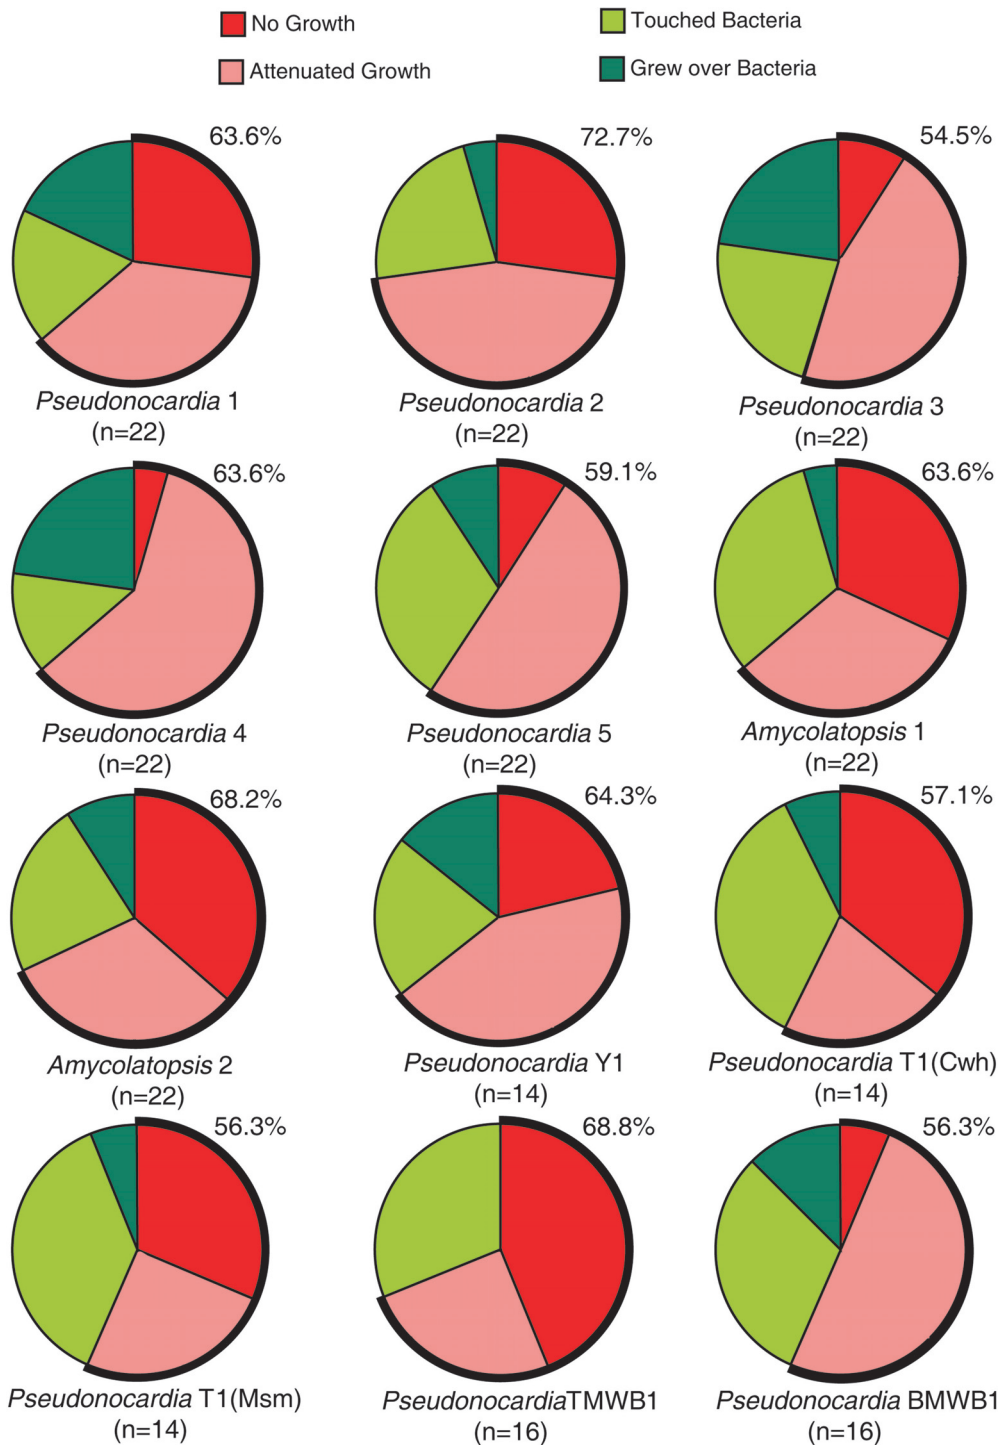 No Growth
Touched Bacteria
Attenuated Growth
Grew over Bacteria
63.6%
72.7%
54.5%
Pseudonocardia 1
(n=22)
Pseudonocardia 2
(n=22)
Pseudonocardia 3
(n=22)
63.6%
59.1%
63.6%
Pseudonocardia 4
(n=22)
Pseudonocardia 5
(n=22)
Amycolatopsis 1
(n=22)
68.2%
64.3%
57.1%
Amycolatopsis 2
(n=22)
Pseudonocardia Y1
(n=14)
Pseudonocardia T1(Cwh)
(n=14)
56.3%
68.8%
56.3%
Pseudonocardia T1(Msm)
(n=14)
PseudonocardiaTMWB1
(n=16)
Pseudonocardia BMWB1
(n=16)